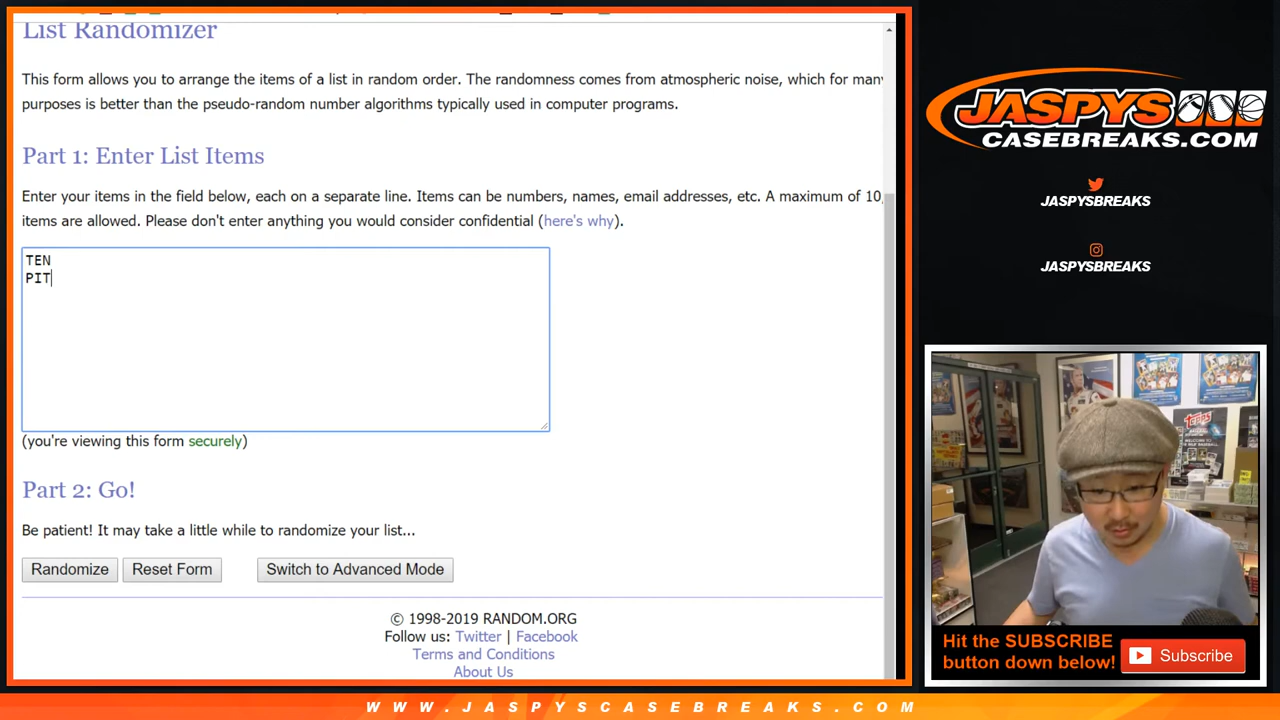 List Randomizer
This form allows you to arrange the items of a list in random order. The randomness comes from atmospheric noise, which for many
purposes is better than the pseudo-random number algorithms typically used in computer programs.
Part 1: Enter List Items
Enter your items in the field below, each on a separate line. Items can be numbers, names, email addresses, etc. A maximum of 10,
items are allowed. Please don't enter anything you would consider confidential (here's why).
TEN
PIT
(you're viewing this form securely)
Part 2: Go!
Be patient! It may take a little while to randomize your list...
Randomize Reset Form Switch to Advanced Mode
© 1998-2019 RANDOM.ORG
Follow us: Twitter | Facebook
Terms and Conditions
About Us
JASPYS
CASEBREAKS.COM
JASPYSBREAKS
JASPYSBREAKS
Topps
Hit the SUBSCRIBE
button down below!
Subscribe
WWW.JASPYSCASEBREAKS.COM